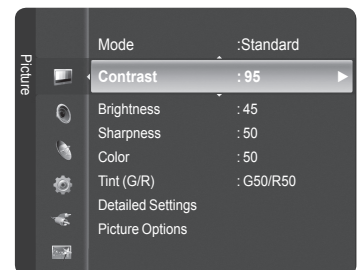 Picture
Mode :Standard
Contrast : 95
Brightness : 45
Sharpness : 50
Color : 50
Tint (G/R) : G50/R50
Detailed Settings
Picture Options